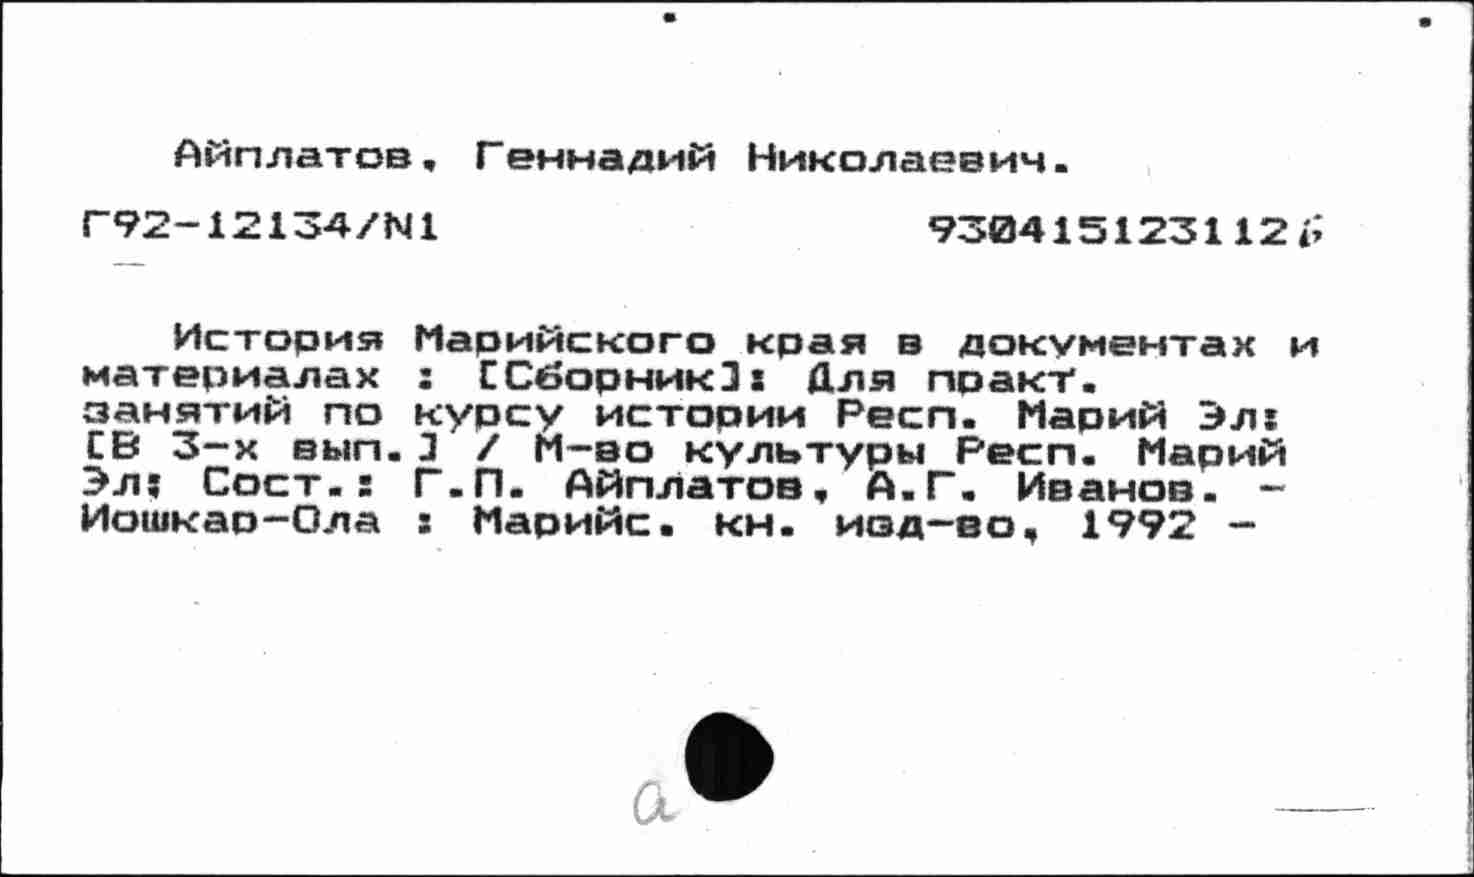 Айплатов, Геннадий Николаевич.
Г92-12134/N1 930415123112б
История Марийского края в документах и
материалах : [Сборник]: Для практ.
занятий по курсу истории Респ. Марий Эл:
[В 3-х вып.] / М-во культуры Респ. Марий
Эл; Сост.: Г.П. Айплатов, А.Г. Иванов. -
Йошкар-Ола : Марийс. кн. изд-во, 1992 -
а